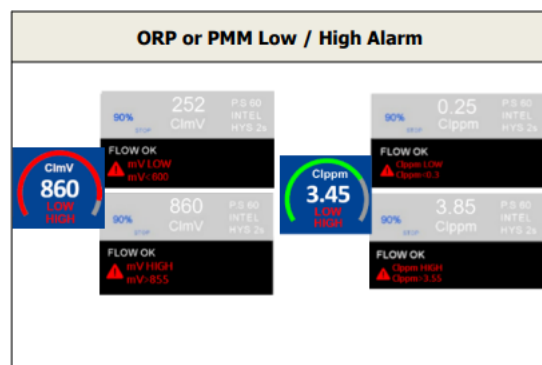 ORP or PMM Low / High Alarm
ClmV
860
LOW
HIGH
90%
STOP
252
ClmV
P.S 60
INTEL
HYS 2s
FLOW OK
mV LOW
mV<600
90%
STOP
860
ClmV
P.S 60
INTEL
HYS 2s
FLOW OK
mV HIGH
mV>855
Clppm
3.45
LOW
HIGH
90%
STOP
0.25
Clppm
P.S 60
INTEL
HYS 2s
FLOW OK
Clppm LOW
Clppm<0.3
90%
STOP
3.85
Clppm
P.S 60
INTEL
HYS 2s
FLOW OK
Clppm HIGH
Clppm>3.55